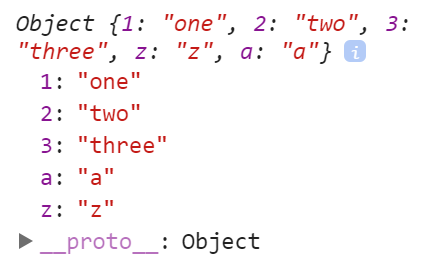 Object {1: "one", 2: "two", 3:
"three", z: "z", a: "a"} i
1: "one"
2: "two"
3: "three"
a: "a"
z: "z"
▶ __proto__: Object